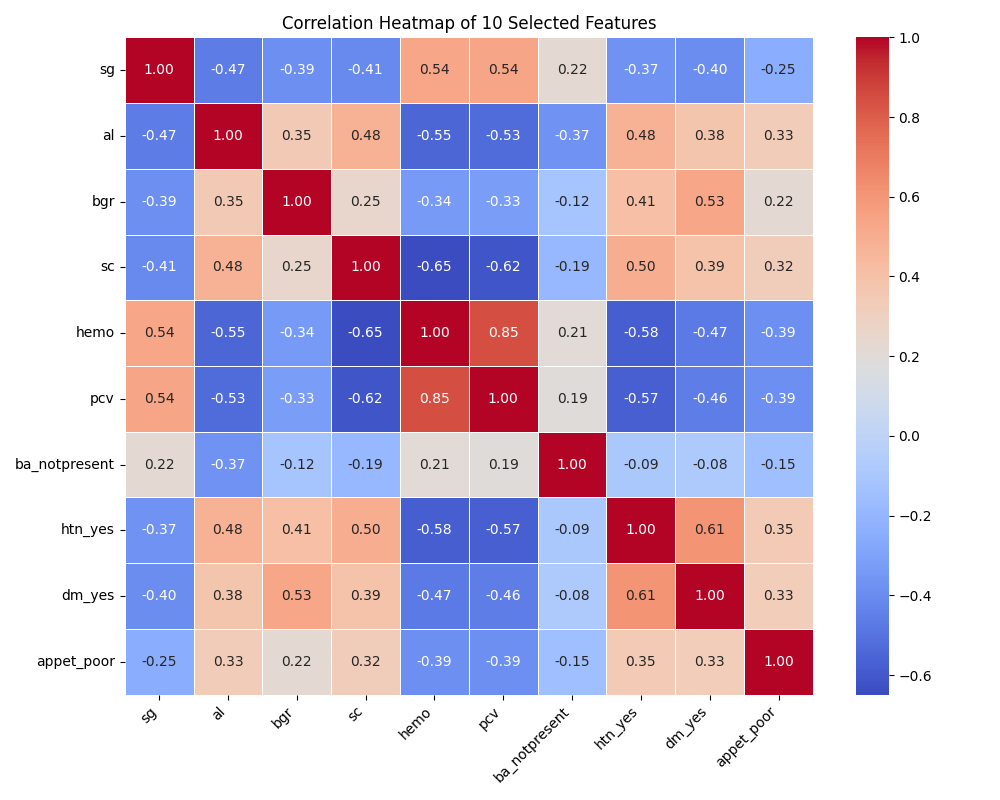 Correlation Heatmap of 10 Selected Features
sg 1.00 -0.47 -0.39 -0.41 0.54 0.54 0.22 -0.37 -0.40 -0.25
al -0.47 1.00 0.35 0.48 -0.55 -0.53 -0.37 0.48 0.38 0.33
bgr -0.39 0.35 1.00 0.25 -0.34 -0.33 -0.12 0.41 0.53 0.22
sc -0.41 0.48 0.25 1.00 -0.65 -0.62 -0.19 0.50 0.39 0.32
hemo 0.54 -0.55 -0.34 -0.65 1.00 0.85 0.21 -0.58 -0.47 -0.39
pcv 0.54 -0.53 -0.33 -0.62 0.85 1.00 0.19 -0.57 -0.46 -0.39
ba_notpresent 0.22 -0.37 -0.12 -0.19 0.21 0.19 1.00 -0.09 -0.08 -0.15
htn_yes -0.37 0.48 0.41 0.50 -0.58 -0.57 -0.09 1.00 0.61 0.35
dm_yes -0.40 0.38 0.53 0.39 -0.47 -0.46 -0.08 0.61 1.00 0.33
appet_poor -0.25 0.33 0.22 0.32 -0.39 -0.39 -0.15 0.35 0.33 1.00
sg al bgr sc hemo pcv ba_notpresent htn_yes dm_yes appet_poor
1.0
0.8
0.6
0.4
0.2
0.0
−0.2
−0.4
−0.6